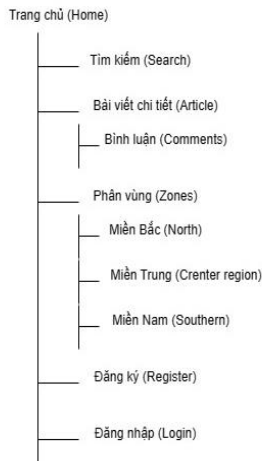 Trang chủ (Home)
Tìm kiếm (Search)
Bài viết chi tiết (Article)
Bình luận (Comments)
Phân vùng (Zones)
Miền Bắc (North)
Miền Trung (Crenter region)
Miền Nam (Southern)
Đăng ký (Register)
Đăng nhập (Login)